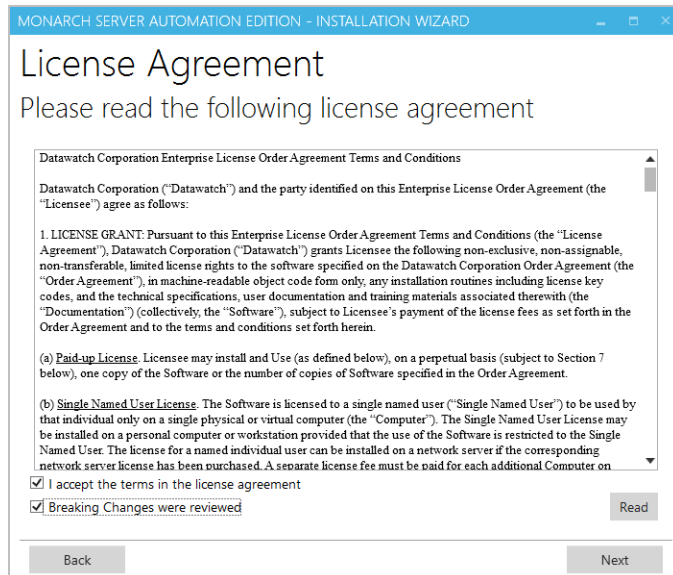 MONARCH SERVER AUTOMATION EDITION - INSTALLATION WIZARD
License Agreement
Please read the following license agreement
Datawatch Corporation Enterprise License Order Agreement Terms and Conditions
Datawatch Corporation (“Datawatch”) and the party identified on this Enterprise License Order Agreement (the
“Licensee”) agree as follows:
1. LICENSE GRANT: Pursuant to this Enterprise License Order Agreement Terms and Conditions (the “License
Agreement”), Datawatch Corporation (“Datawatch”) grants Licensee the following non-exclusive, non-assignable,
non-transferable, limited license rights to the software specified on the Datawatch Corporation Order Agreement (the
“Order Agreement”), in machine-readable object code form only, any installation routines including license key
codes, and the technical specifications, user documentation and training materials associated therewith (the
“Documentation”) (collectively, the “Software”), subject to Licensee’s payment of the license fees as set forth in the
Order Agreement and to the terms and conditions set forth herein.
(a) Paid-up License. Licensee may install and Use (as defined below), on a perpetual basis (subject to Section 7
below), one copy of the Software or the number of copies of Software specified in the Order Agreement.
(b) Single Named User License. The Software is licensed to a single named user (“Single Named User”) to be used by
that individual only on a single physical or virtual computer (the “Computer”). The Single Named User License may
be installed on a personal computer or workstation provided that the use of the Software is restricted to the Single
Named User. The license for a named individual user can be installed on a network server if the corresponding
network server license has been purchased. A separate license fee must be paid for each additional Computer on
I accept the terms in the license agreement
Breaking Changes were reviewed
Read
Back
Next